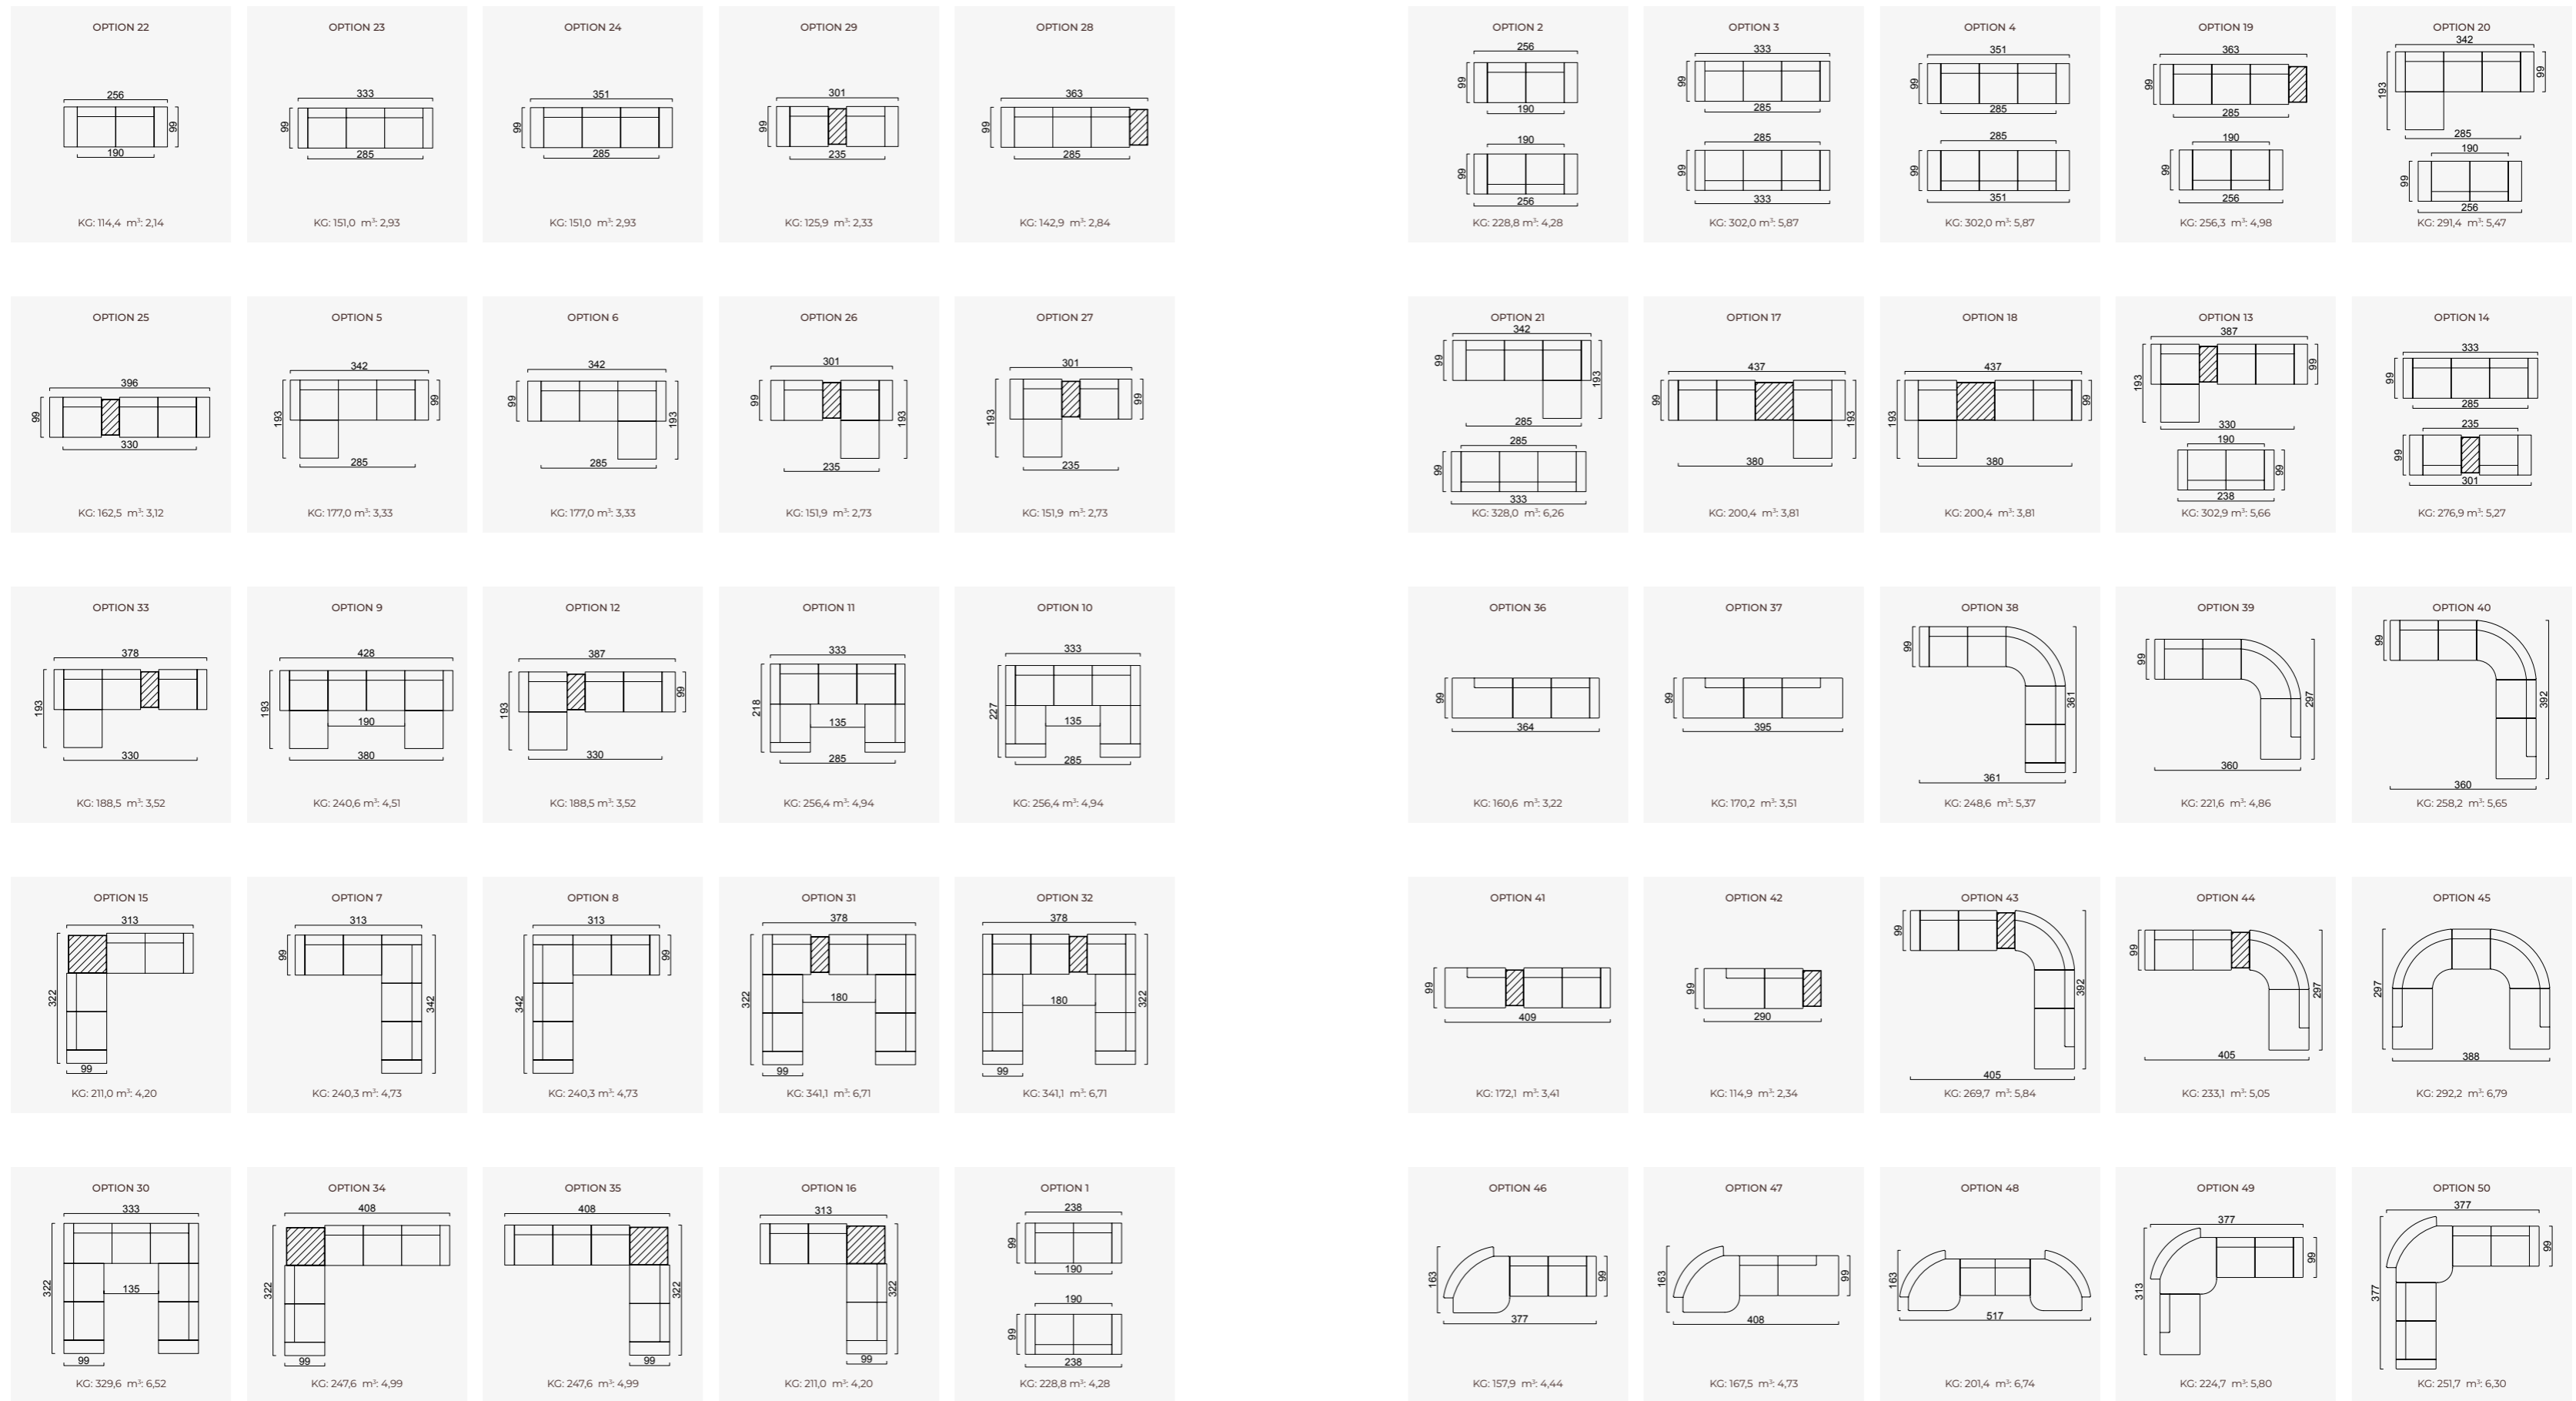 OPTION 22
256
99
190
KG: 114,4 m³: 2,14
OPTION 23
333
99
285
KG: 151,0 m³: 2,93
OPTION 24
351
99
285
KG: 151,0 m³: 2,93
OPTION 29
301
99
235
KG: 125,9 m³: 2,33
OPTION 28
363
99
285
KG: 142,9 m³: 2,84
OPTION 2
256
99
190
190
99
256
KG: 228,8 m³: 4,28
OPTION 3
333
99
285
285
99
333
KG: 302,0 m³: 5,87
OPTION 4
351
99
285
285
99
351
KG: 302,0 m³: 5,87
OPTION 19
363
99
285
190
99
256
KG: 256,3 m³: 4,98
OPTION 20
342
193
99
285
190
99
256
KG: 291,4 m³: 5,47
OPTION 25
396
99
330
KG: 162,5 m³: 3,12
OPTION 5
342
193
99
285
KG: 177,0 m³: 3,33
OPTION 6
342
99
193
285
KG: 177,0 m³: 3,33
OPTION 26
301
99
193
235
KG: 151,9 m³: 2,73
OPTION 27
301
193
99
235
KG: 151,9 m³: 2,73
OPTION 21
342
99
193
285
285
99
333
KG: 328,0 m³: 6,26
OPTION 17
437
99
193
380
KG: 200,4 m³: 3,81
OPTION 18
437
193
99
380
KG: 200,4 m³: 3,81
OPTION 13
387
193
99
330
190
99
238
KG: 302,9 m³: 5,66
OPTION 14
333
99
285
235
99
301
KG: 276,9 m³: 5,27
OPTION 33
378
193
330
KG: 188,5 m³: 3,52
OPTION 9
428
193
190
380
KG: 240,6 m³: 4,51
OPTION 12
387
193
99
330
KG: 188,5 m³: 3,52
OPTION 11
333
218
135
285
KG: 256,4 m³: 4,94
OPTION 10
333
227
135
285
KG: 256,4 m³: 4,94
OPTION 36
99
364
KG: 160,6 m³: 3,22
OPTION 37
99
395
KG: 170,2 m³: 3,51
OPTION 38
99
361
361
KG: 248,6 m³: 5,37
OPTION 39
99
297
360
KG: 221,6 m³: 4,86
OPTION 40
99
392
360
KG: 258,2 m³: 5,65
OPTION 15
313
322
99
KG: 211,0 m³: 4,20
OPTION 7
313
99
342
KG: 240,3 m³: 4,73
OPTION 8
313
99
342
KG: 240,3 m³: 4,73
OPTION 31
378
322
180
99
KG: 341,1 m³: 6,71
OPTION 32
378
180
322
99
KG: 341,1 m³: 6,71
OPTION 41
99
409
KG: 172,1 m³: 3,41
OPTION 42
99
290
KG: 114,9 m³: 2,34
OPTION 43
99
392
405
KG: 269,7 m³: 5,84
OPTION 44
99
297
405
KG: 233,1 m³: 5,05
OPTION 45
297
388
KG: 292,2 m³: 6,79
OPTION 30
333
322
135
99
KG: 329,6 m³: 6,52
OPTION 34
408
322
99
KG: 247,6 m³: 4,99
OPTION 35
408
322
99
KG: 247,6 m³: 4,99
OPTION 16
313
322
99
KG: 211,0 m³: 4,20
OPTION 1
238
99
190
190
99
238
KG: 228,8 m³: 4,28
OPTION 46
163
99
377
KG: 157,9 m³: 4,44
OPTION 47
163
99
408
KG: 167,5 m³: 4,73
OPTION 48
163
517
KG: 201,4 m³: 6,74
OPTION 49
377
99
313
KG: 224,7 m³: 5,80
OPTION 50
377
99
377
KG: 251,7 m³: 6,30